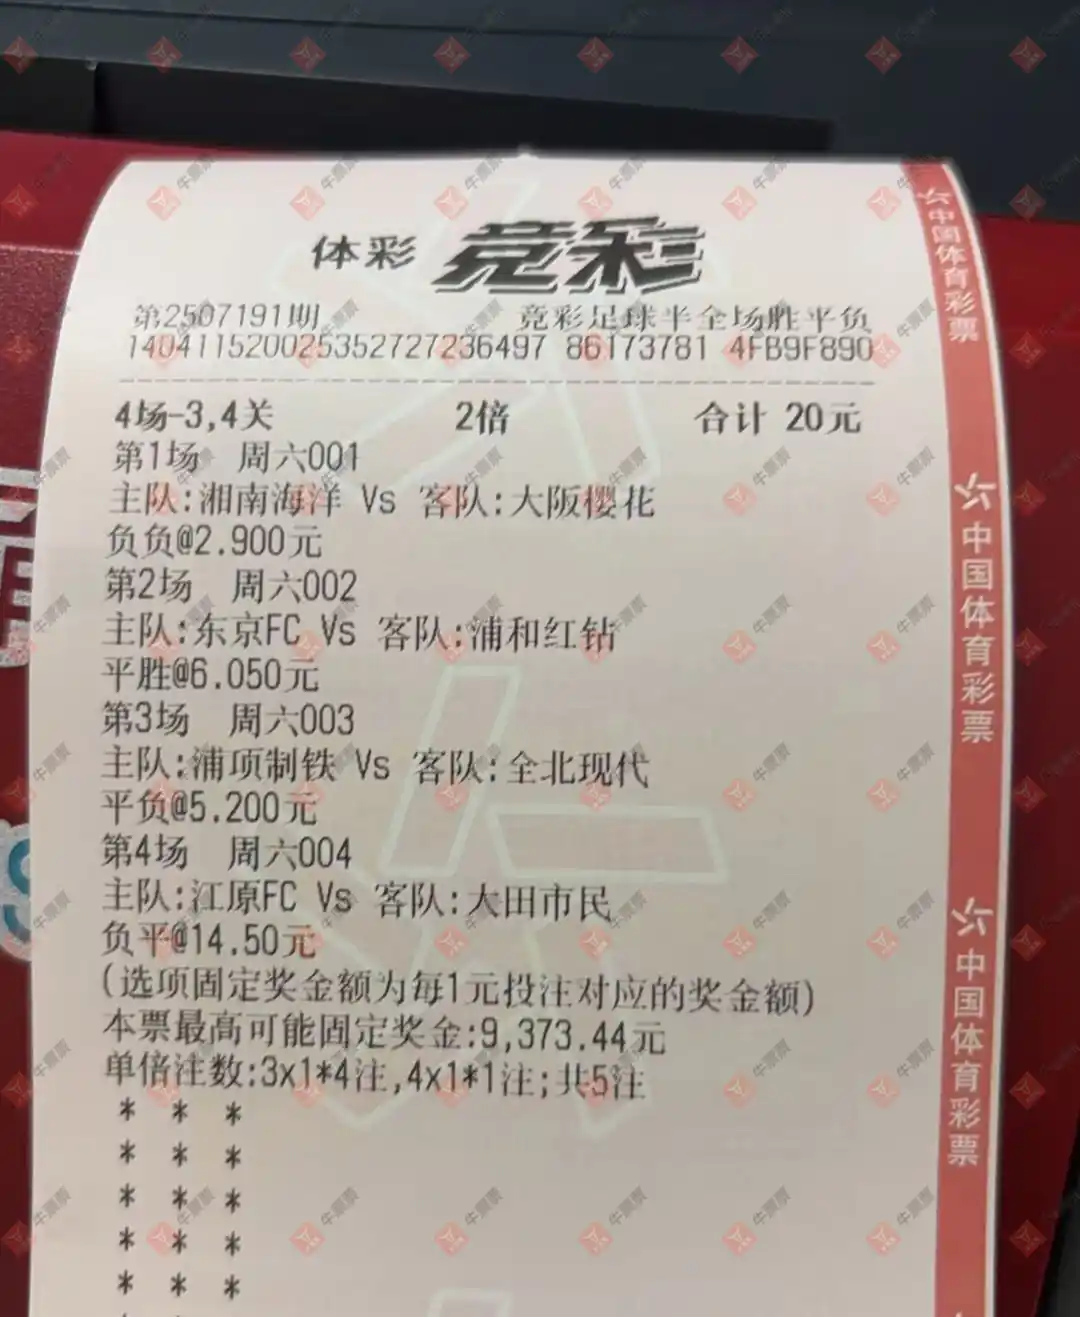 体彩 竞彩
第2507191期 竞彩足球半全场胜平负
140411520025352727236497 86173781 4FB9F890
4场-3,4关 2倍 合计 20元
第1场 周六001
主队:湘南海洋 Vs 客队:大阪樱花
负负@2.900元
第2场 周六002
主队:东京FC Vs 客队:浦和红钻
平胜@6.050元
第3场 周六003
主队:浦项制铁 Vs 客队:全北现代
平负@5.200元
第4场 周六004
主队:江原FC Vs 客队:大田市民
负平@14.50元
(选项固定奖金额为每1元投注对应的奖金额)
本票最高可能固定奖金:9,373.44元
单倍注数:3x1*4注,4x1*1注;共5注
* * *
* * *
* * *
* * *
* * *
中国体育彩票
中国体育彩票
中国体育彩票
牛票票